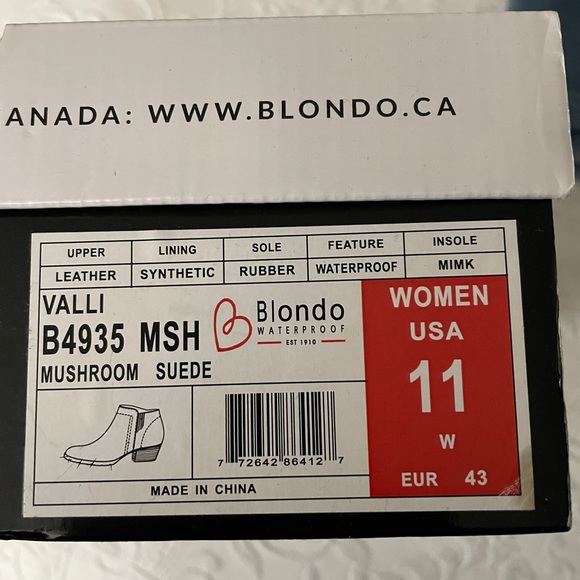 ANADA: WWW.BLONDO.CA
UPPER LINING SOLE FEATURE INSOLE
LEATHER SYNTHETIC RUBBER WATERPROOF MIMK
VALLI
B4935 MSH
MUSHROOM SUEDE
B Blondo
WATERPROOF
EST 1910
WOMEN
USA
11
W
EUR 43
7 72642 86412 7
MADE IN CHINA